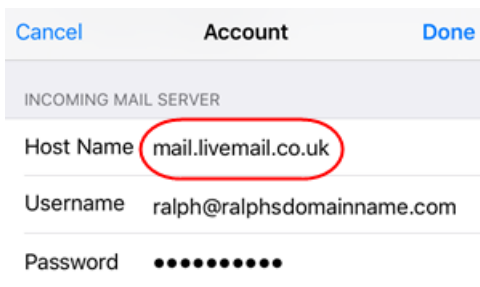 Cancel Account Done
INCOMING MAIL SERVER
Host Name mail.livemail.co.uk
Username ralph@ralphsdomainname.com
Password ●●●●●●●●●●